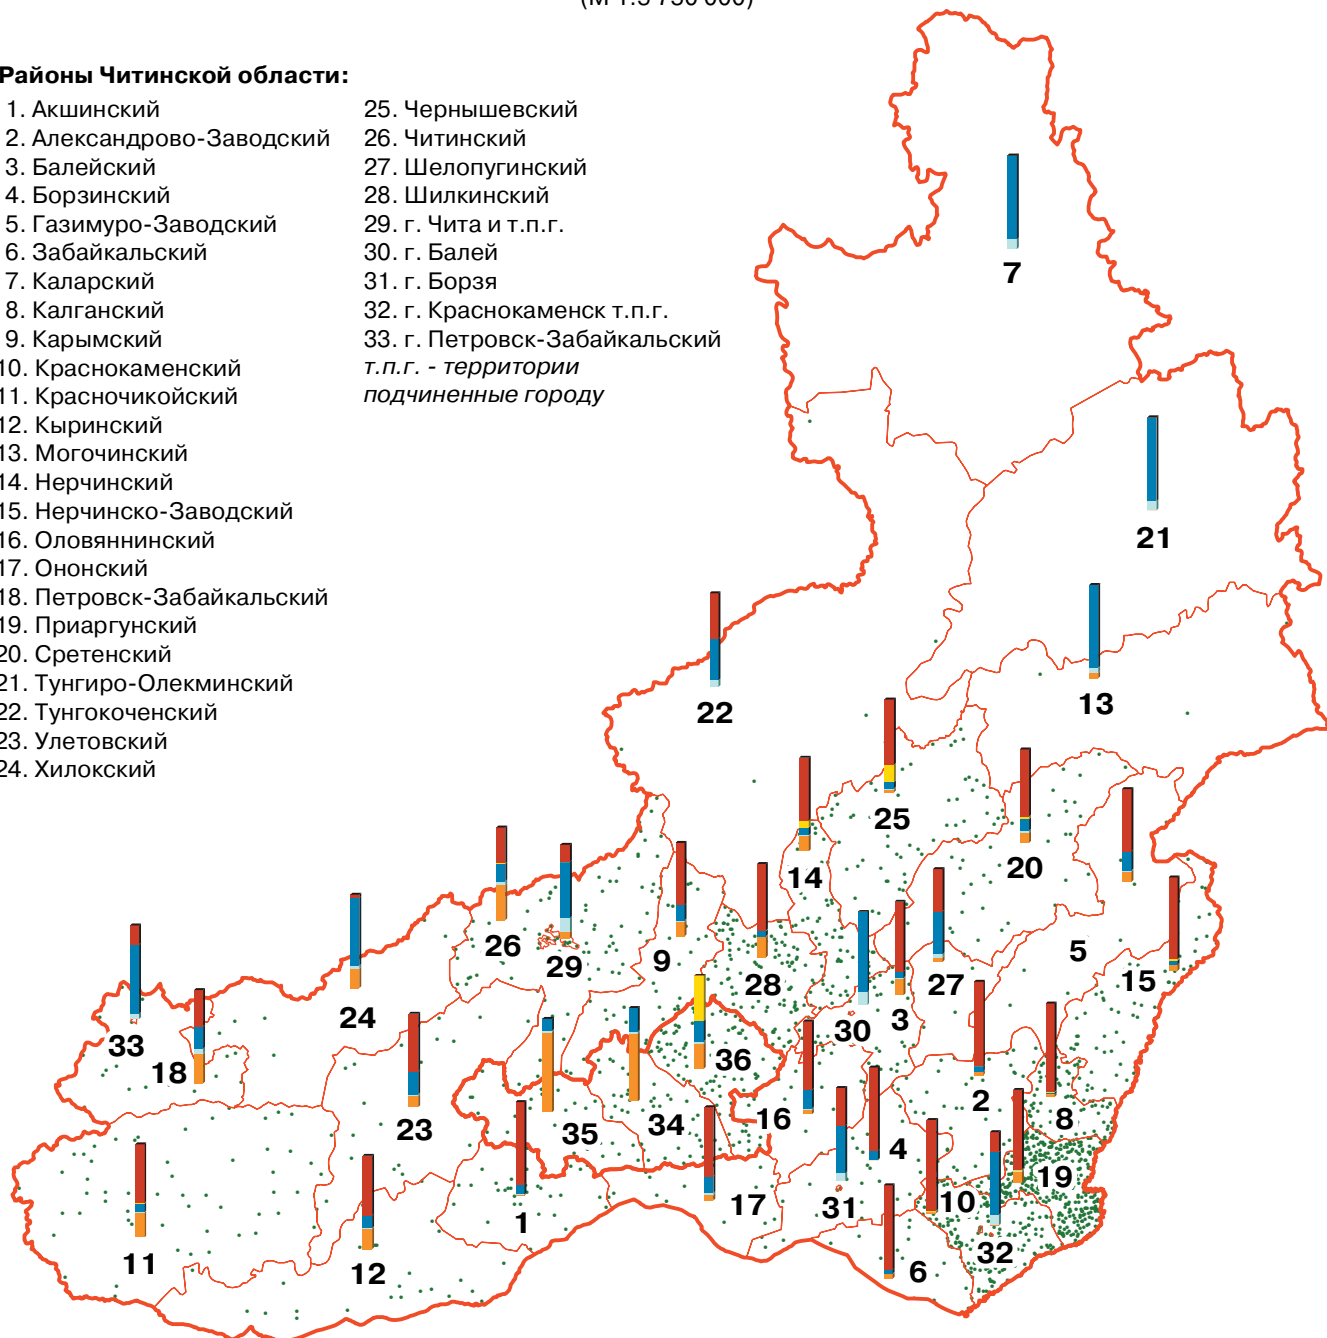 (М 1:5 750 000)
Районы Читинской области:
1. Акшинский
2. Александрово-Заводский
3. Балейский
4. Борзинский
5. Газимуро-Заводский
6. Забайкальский
7. Каларский
8. Калганский
9. Карымский
10. Краснокаменский
11. Красночикойский
12. Кыринский
13. Могочинский
14. Нерчинский
15. Нерчинско-Заводский
16. Оловяннинский
17. Ононский
18. Петровск-Забайкальский
19. Приаргунский
20. Сретенский
21. Тунгиро-Олекминский
22. Тунгокоченский
23. Улетовский
24. Хилокский
25. Чернышевский
26. Читинский
27. Шелопугинский
28. Шилкинский
29. г. Чита и т.п.г.
30. г. Балей
31. г. Борзя
32. г. Краснокаменск т.п.г.
33. г. Петровск-Забайкальский
т.п.г. - территории
подчиненные городу
7
21
13
22
25
20
14
26
29
9
28
27
5
15
24
33
18
30
3
36
2
8
23
35
34
16
4
19
17
31
10
1
11
12
32
6